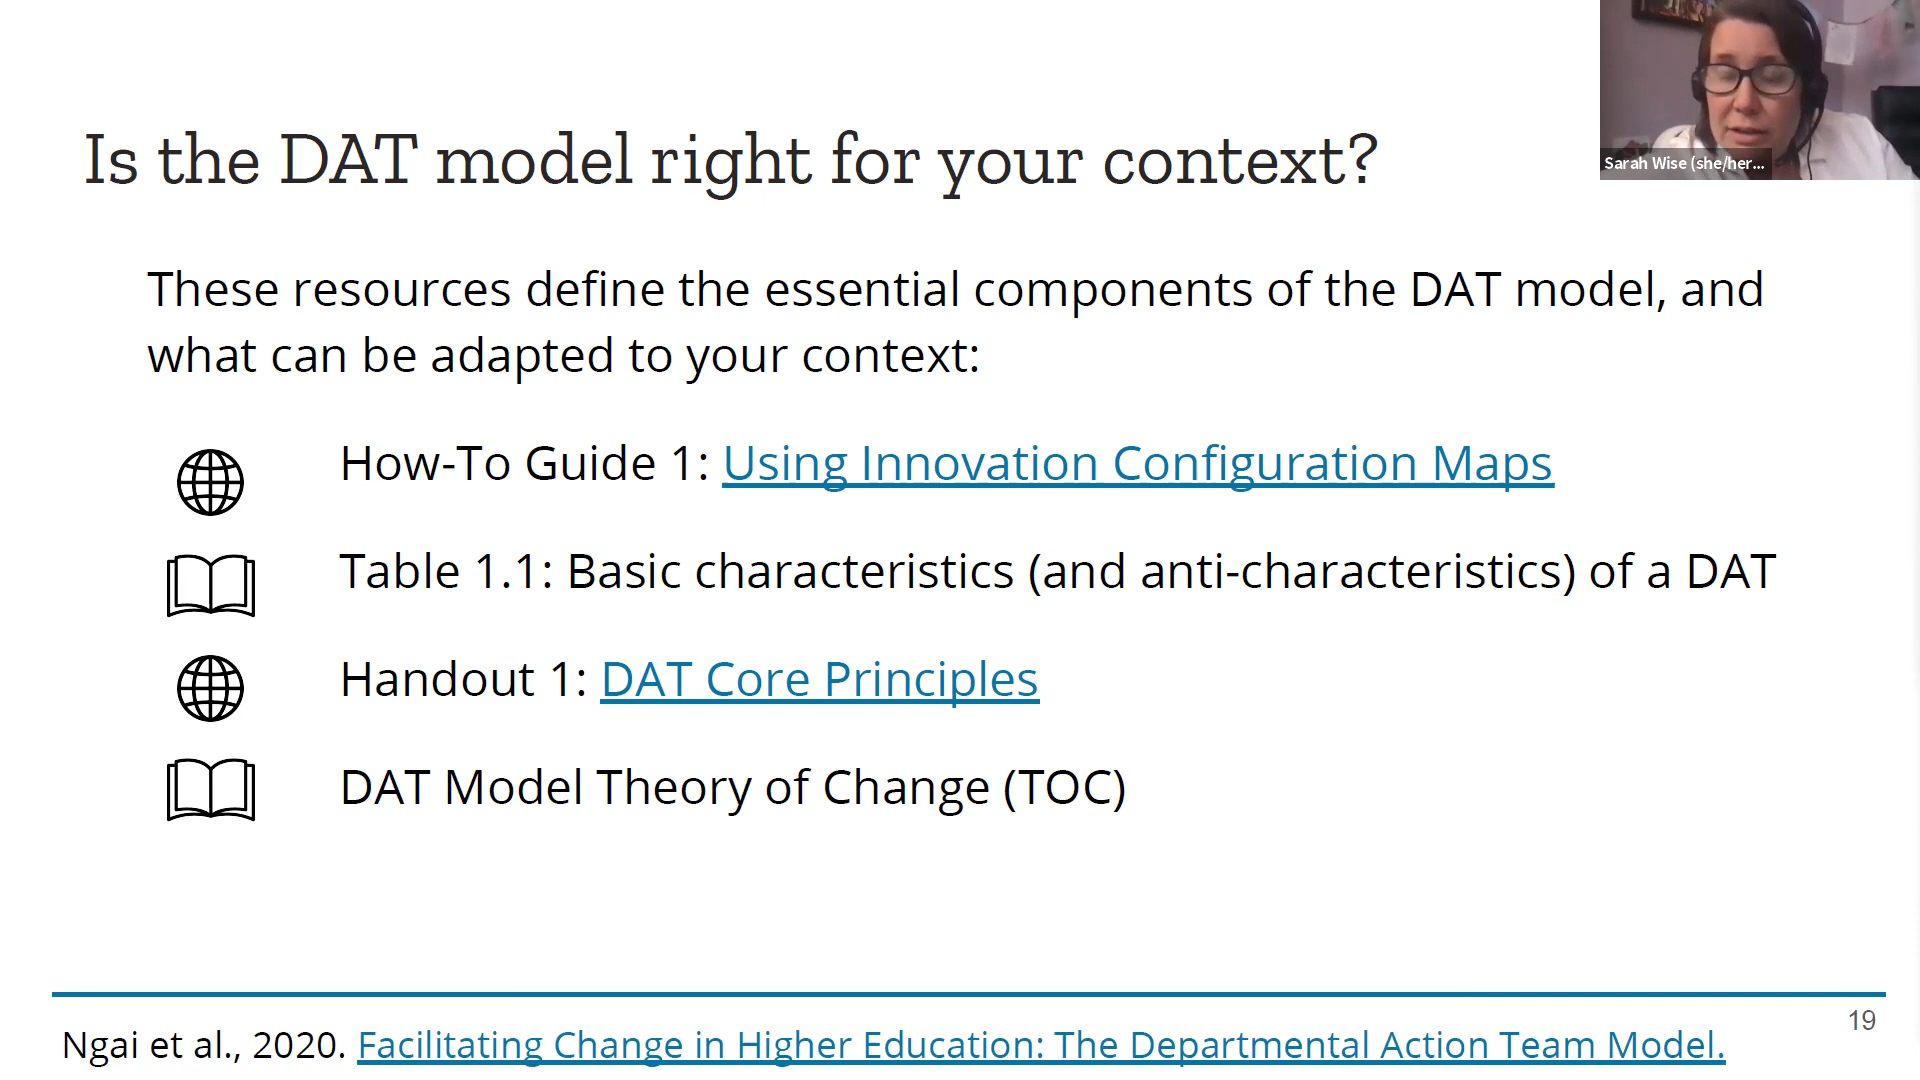 Is the DAT model right for your context?
Sarah Wise (she/her...
These resources define the essential components of the DAT model, and
what can be adapted to your context:
How-To Guide 1: Using Innovation Configuration Maps
Table 1.1: Basic characteristics (and anti-characteristics) of a DAT
Handout 1: DAT Core Principles
DAT Model Theory of Change (TOC)
19
Ngai et al., 2020. Facilitating Change in Higher Education: The Departmental Action Team Model.